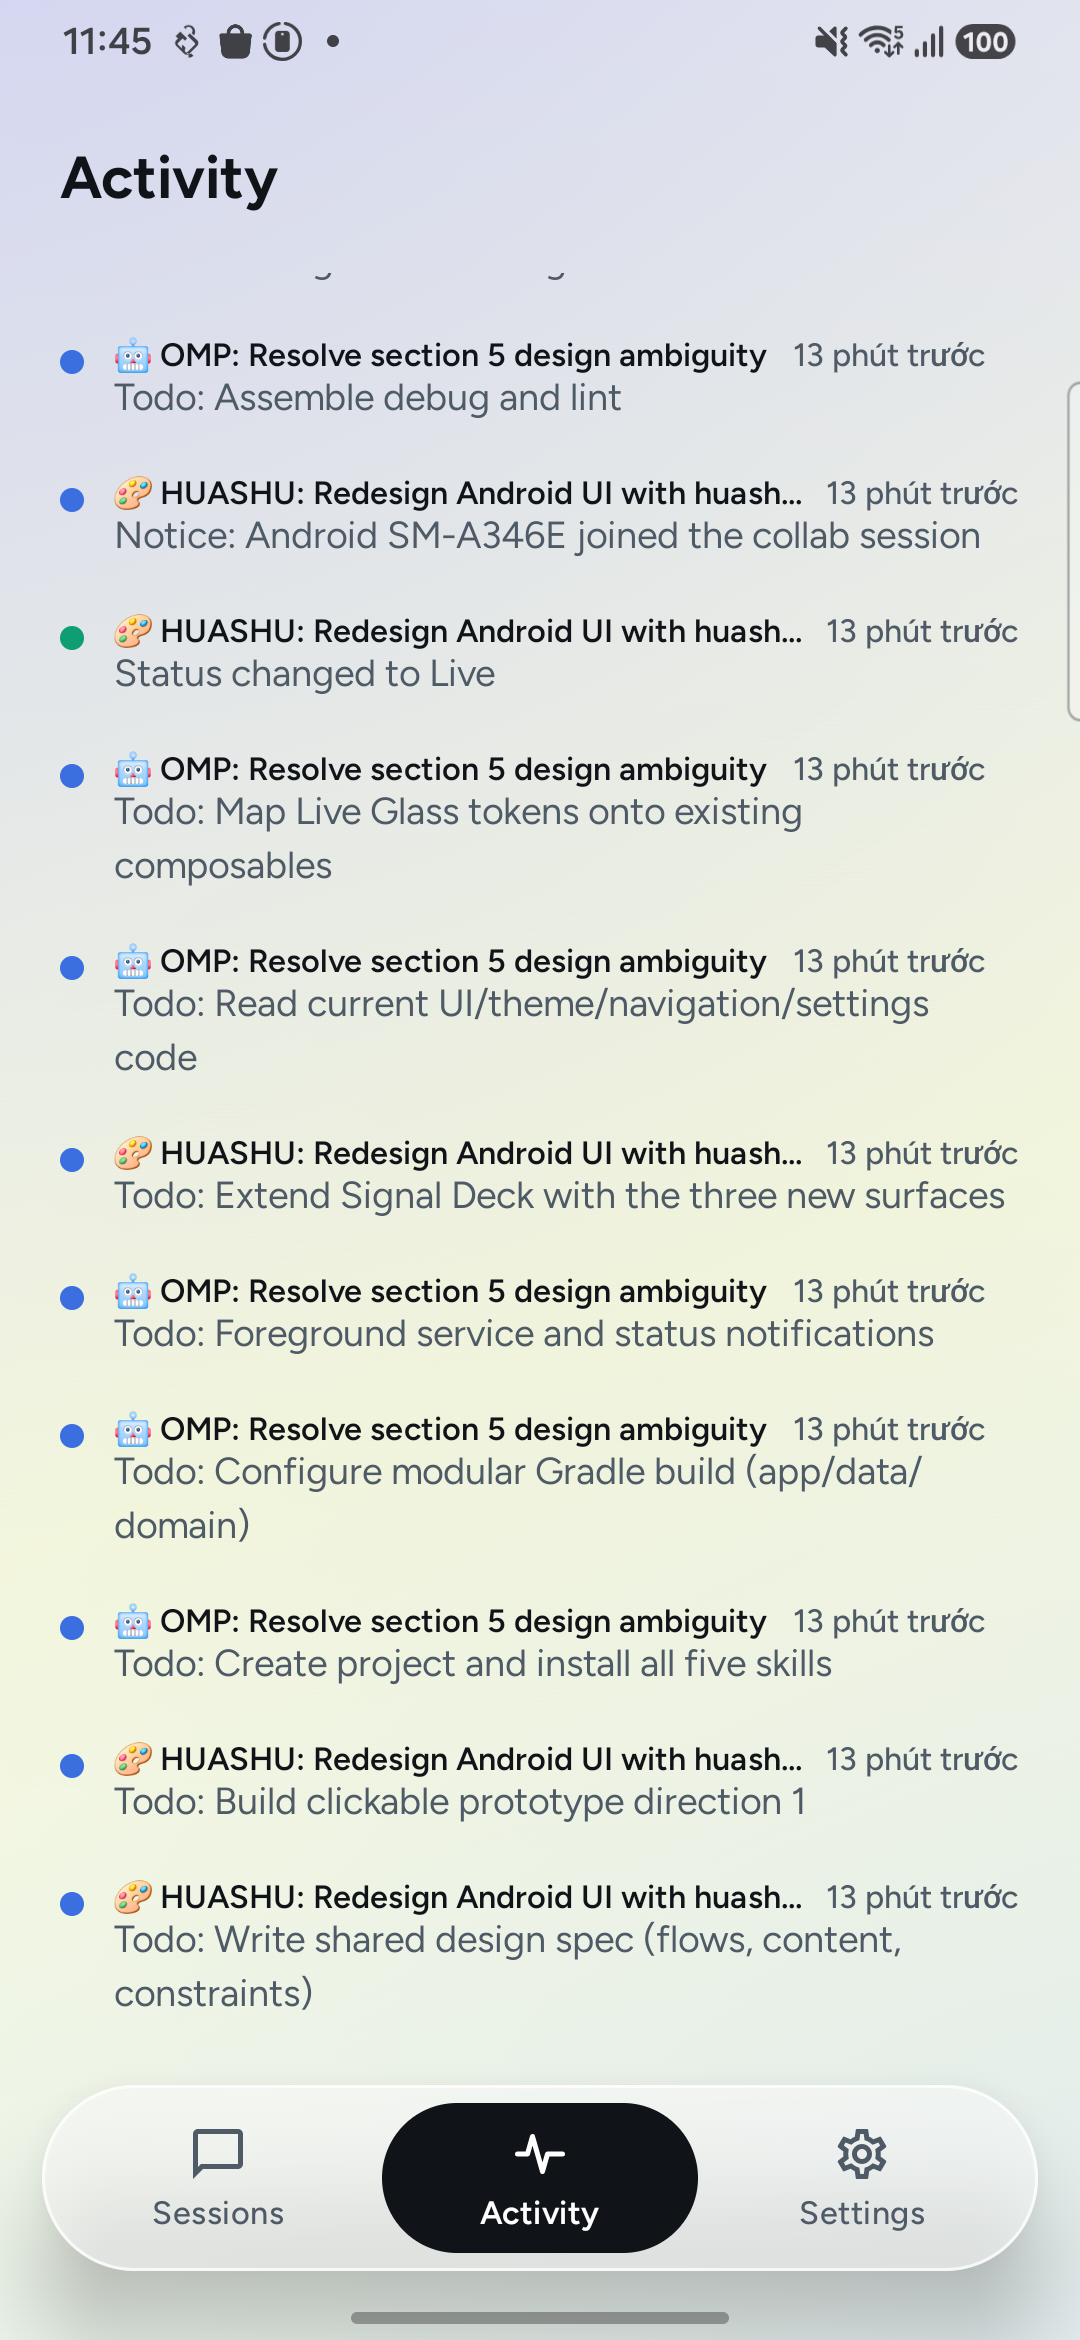 11:45
5
100
Activity
OMP: Resolve section 5 design ambiguity 13 phút trước
Todo: Assemble debug and lint
HUASHU: Redesign Android UI with huash... 13 phút trước
Notice: Android SM-A346E joined the collab session
HUASHU: Redesign Android UI with huash... 13 phút trước
Status changed to Live
OMP: Resolve section 5 design ambiguity 13 phút trước
Todo: Map Live Glass tokens onto existing
composables
OMP: Resolve section 5 design ambiguity 13 phút trước
Todo: Read current UI/theme/navigation/settings
code
HUASHU: Redesign Android UI with huash... 13 phút trước
Todo: Extend Signal Deck with the three new surfaces
OMP: Resolve section 5 design ambiguity 13 phút trước
Todo: Foreground service and status notifications
OMP: Resolve section 5 design ambiguity 13 phút trước
Todo: Configure modular Gradle build (app/data/
domain)
OMP: Resolve section 5 design ambiguity 13 phút trước
Todo: Create project and install all five skills
HUASHU: Redesign Android UI with huash... 13 phút trước
Todo: Build clickable prototype direction 1
HUASHU: Redesign Android UI with huash... 13 phút trước
Todo: Write shared design spec (flows, content,
constraints)
Sessions
Activity
Settings